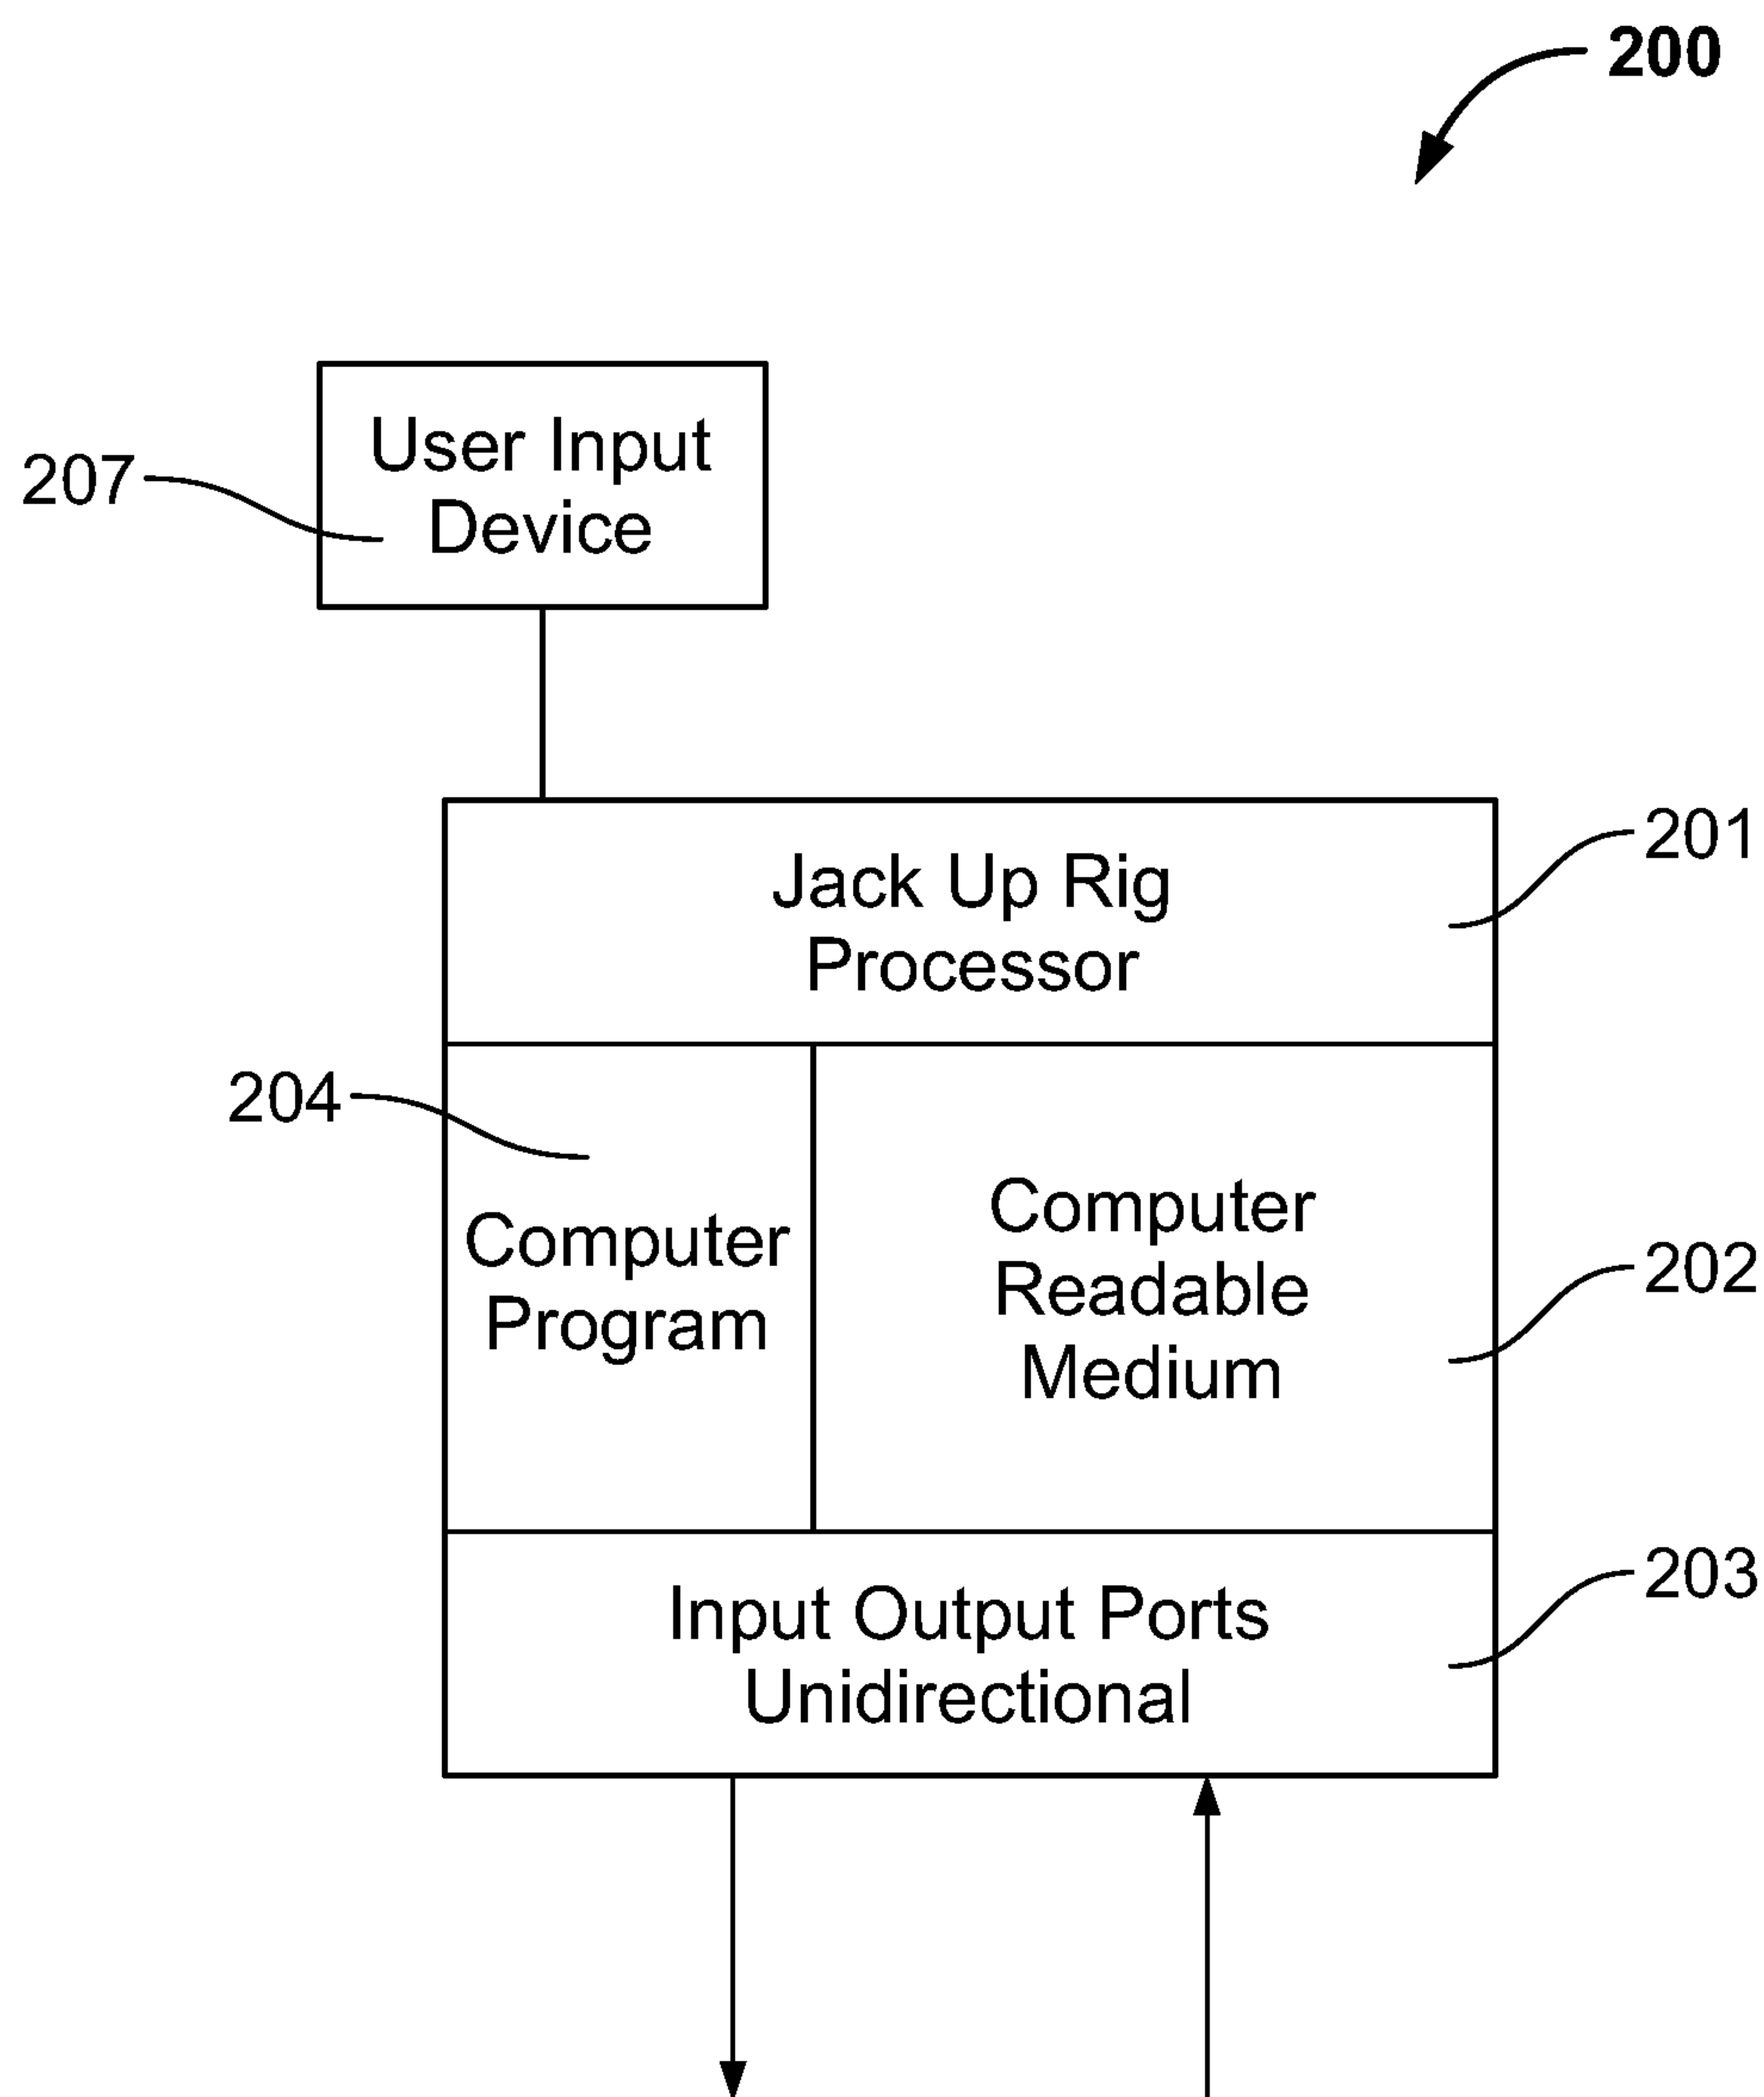 200
User Input
Device
207
Jack Up Rig
Processor
201
204
Computer
Program
Computer
Readable
Medium
202
Input Output Ports
Unidirectional
203